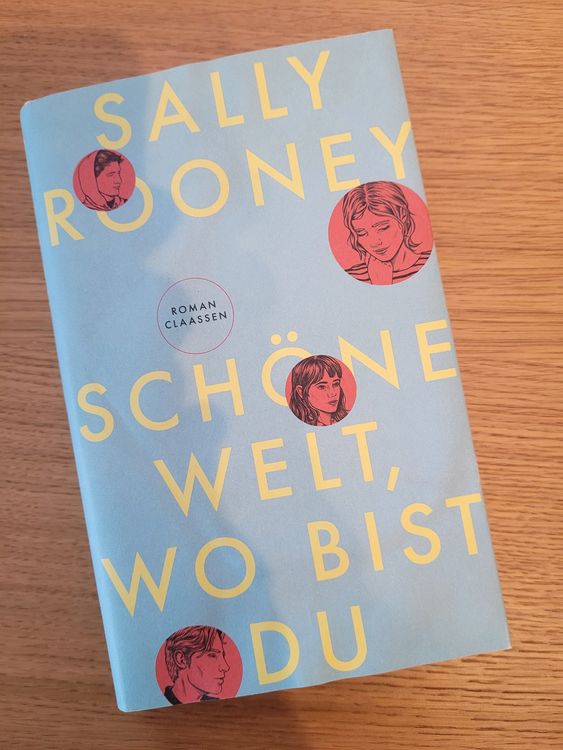 SALLY
ROONEY
ROMAN
CLAASSEN
SCHÖNE
WELT,
WO BIST
DU